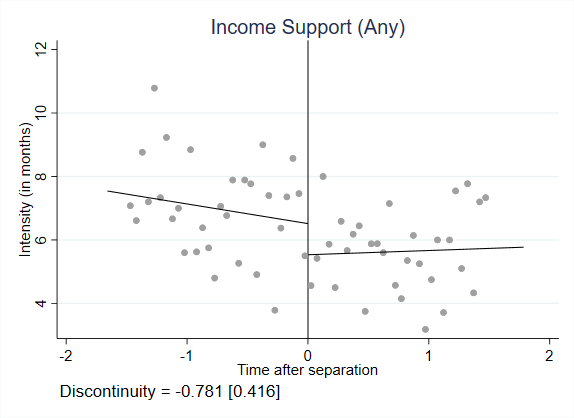 Income Support (Any)
Intensity (in months)
12
10
8
6
4
-2 -1 0 1 2
Time after separation
Discontinuity = -0.781 [0.416]